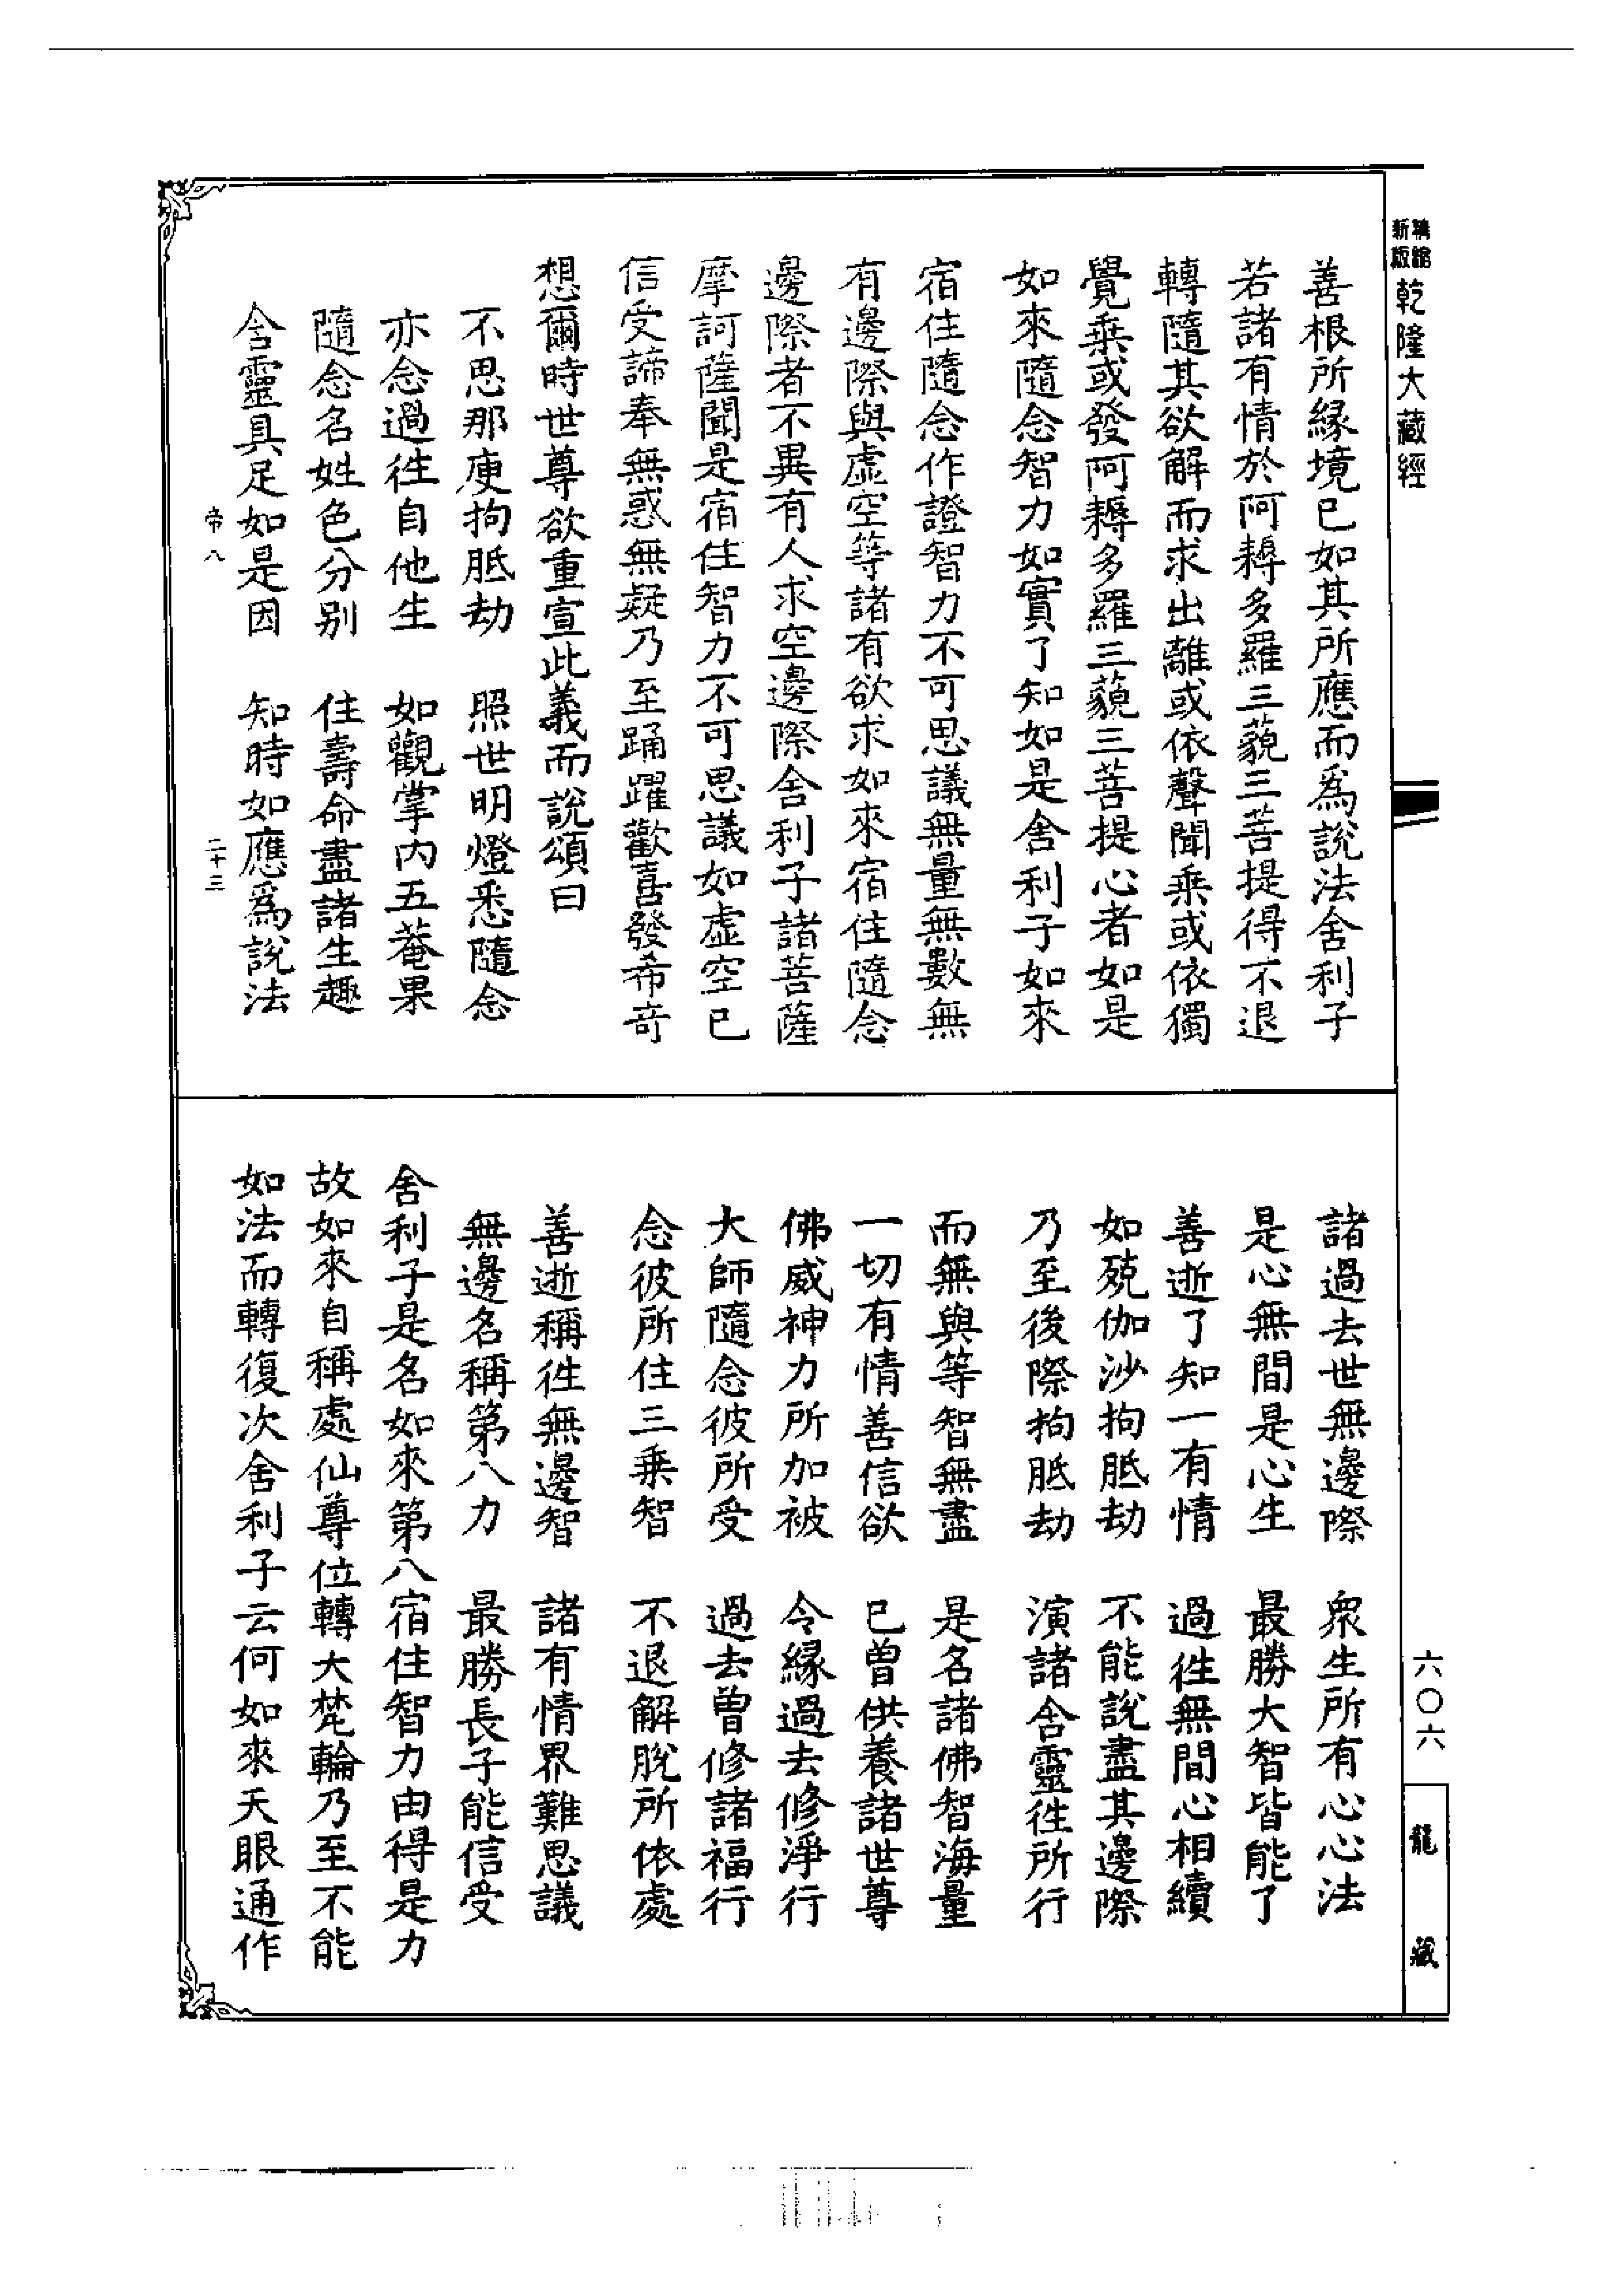 新編
縮版
乾隆大藏經
善根所緣境已如其所應而爲說法舍利子
若諸有情於阿耨多羅三藐三菩提得不退
轉隨其欲解而求出離或依聲聞乘或依獨
覺乘或發阿耨多羅三藐三菩提心者如是
如來隨念智力如實了知如是舍利子如來
宿住隨念作證智力不可思議無量無數無
有邊際與虛空等諸有欲求如來宿住隨念
邊際者不異有人求空邊際舍利子諸菩薩
摩訶薩聞是宿住智力不可思議如虛空已
信受諦奉無惑無疑乃至踊躍歡喜發希奇
想爾時世尊欲重宣此義而說頌曰
不思那庾拘胝劫　照世明燈悉隨念
亦念過徃自他生　如觀掌內五菴果
隨念名姓色分別　住壽命盡諸生趣
含靈具足如是因　知時如應爲說法
帝八　二十三
諸過去世無邊際　衆生所有心心法
是心無間是心生　最勝大智皆能了
善逝了知一有情　過徃無間心相續
如殑伽沙拘胝劫　不能說盡其邊際
乃至後際拘胝劫　演諸含靈徃所行
而無與等智無盡　是名諸佛智海量
一切有情善信欲　已曾供養諸世尊
佛威神力所加被　令緣過去修淨行
大師隨念彼所受　過去曾修諸福行
念彼所住三乘智　不退解脫所依處
善逝稱徃無邊智　諸有情界難思議
無邊名稱第八力　最勝長子能信受
舍利子是名如來第八宿住智力由得是力
故如來自稱處仙尊位轉大梵輪乃至不能
如法而轉復次舍利子云何如來天眼通作
六〇六
龍藏